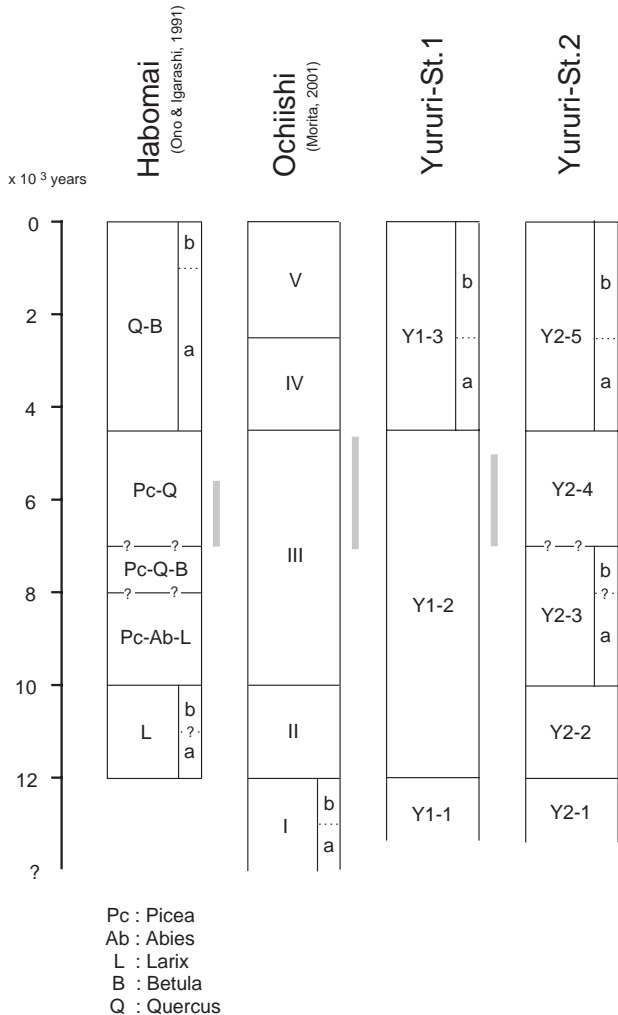 Habomai
(Ono & Igarashi, 1991)
Ochiishi
(Morita, 2001)
Yururi-St.1
Yururi-St.2
x 10 3 years
0
2
4
6
8
10
12
?
Q-B
b
a
Pc-Q
? ?
Pc-Q-B
? ?
Pc-Ab-L
L
b
?
a
V
IV
III
II
I
b
a
Y1-3
b
a
Y1-2
Y1-1
Y2-5
b
a
Y2-4
? ?
Y2-3
b
?
a
Y2-2
Y2-1
Pc : Picea
Ab : Abies
L : Larix
B : Betula
Q : Quercus